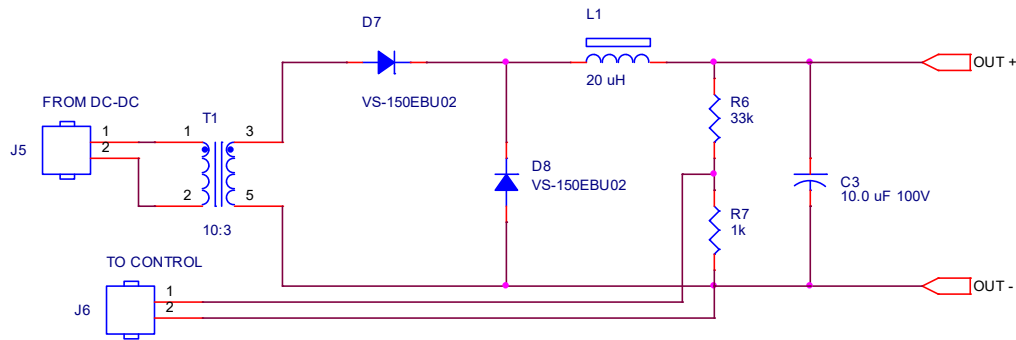 D7
L1
VS-150EBU02
20 uH
OUT +
FROM DC-DC
J5
1
2
T1
1
3
2
5
10:3
R6
33k
D8
VS-150EBU02
R7
1k
C3
10.0 uF 100V
TO CONTROL
J6
1
2
OUT -